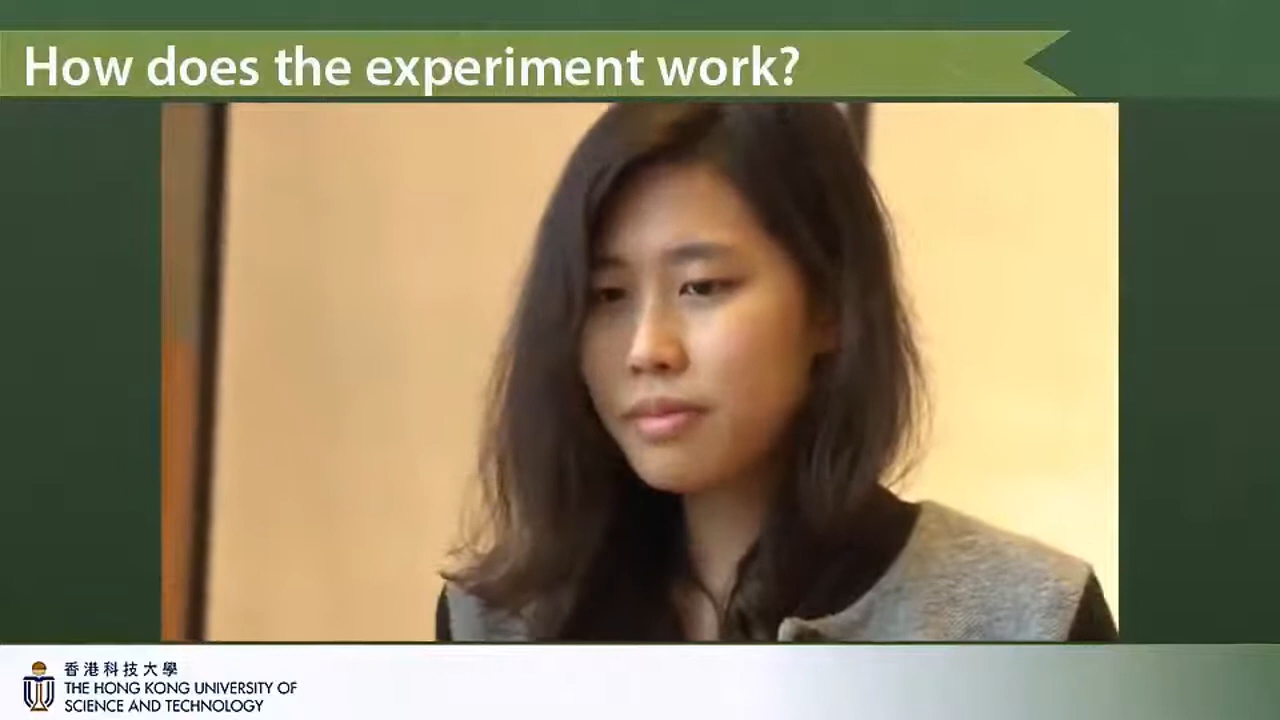 How does the experiment work?
香港科技大學
THE HONG KONG UNIVERSITY OF
SCIENCE AND TECHNOLOGY